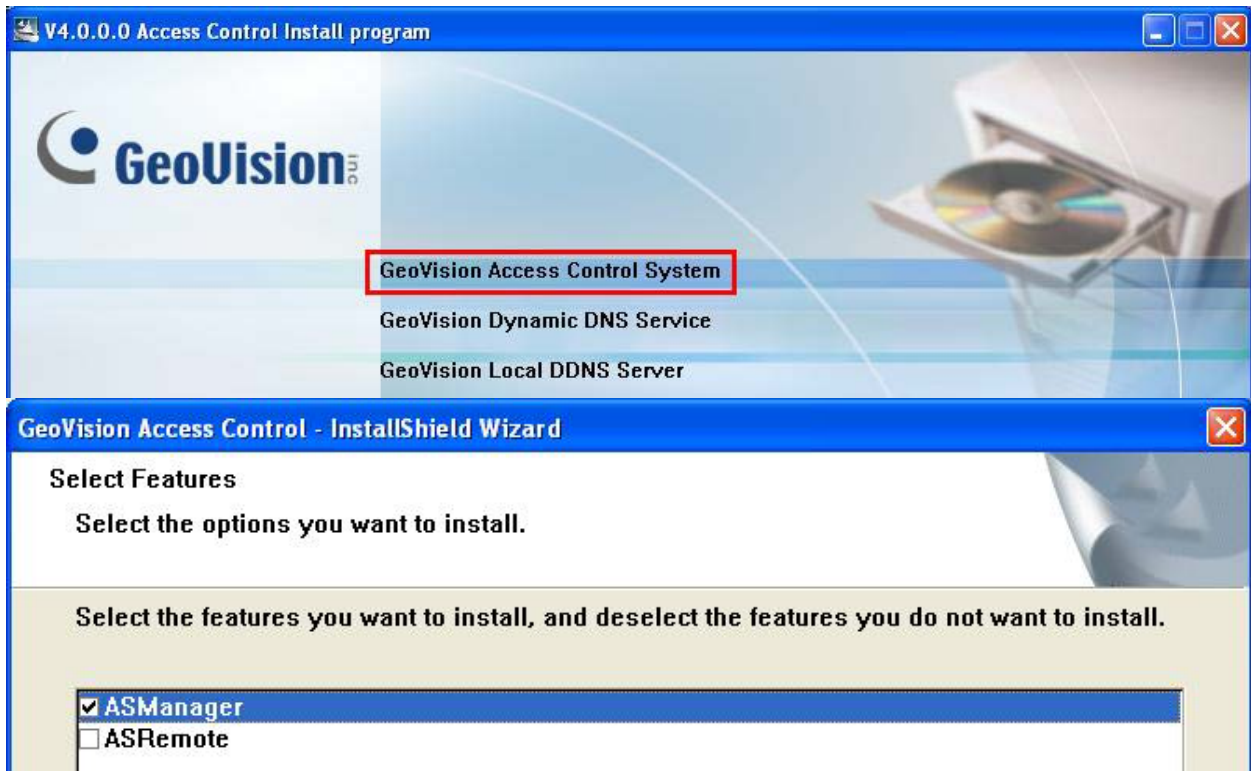 V4.0.0.0 Access Control Install program
GeoVision inc
GeoVision Access Control System
GeoVision Dynamic DNS Service
GeoVision Local DDNS Server
GeoVision Access Control - InstallShield Wizard
Select Features
Select the options you want to install.
Select the features you want to install, and deselect the features you do not want to install.
ASManager
ASRemote